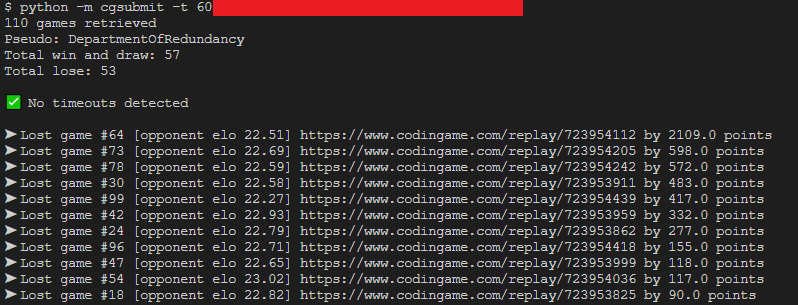 $ python -m cgsubmit -t 60
110 games retrieved
Pseudo: DepartmentOfRedundancy
Total win and draw: 57
Total lose: 53
✅ No timeouts detected
➤Lost game #64 [opponent elo 22.51] https://www.codingame.com/replay/723954112 by 2109.0 points
➤Lost game #73 [opponent elo 22.69] https://www.codingame.com/replay/723954205 by 598.0 points
➤Lost game #78 [opponent elo 22.59] https://www.codingame.com/replay/723954242 by 572.0 points
➤Lost game #30 [opponent elo 22.58] https://www.codingame.com/replay/723953911 by 483.0 points
➤Lost game #99 [opponent elo 22.27] https://www.codingame.com/replay/723954439 by 417.0 points
➤Lost game #42 [opponent elo 22.93] https://www.codingame.com/replay/723953959 by 332.0 points
➤Lost game #24 [opponent elo 22.79] https://www.codingame.com/replay/723953862 by 277.0 points
➤Lost game #96 [opponent elo 22.71] https://www.codingame.com/replay/723954418 by 155.0 points
➤Lost game #47 [opponent elo 22.65] https://www.codingame.com/replay/723953999 by 118.0 points
➤Lost game #54 [opponent elo 23.02] https://www.codingame.com/replay/723954036 by 117.0 points
➤Lost game #18 [opponent elo 22.82] https://www.codingame.com/replay/723953825 by 90.0 points